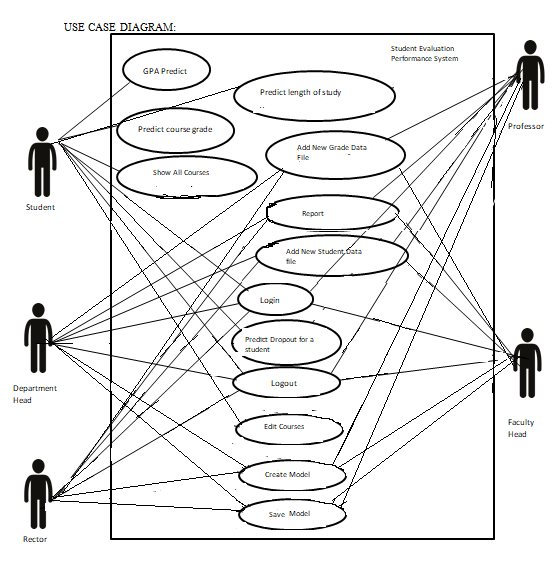 USE CASE DIAGRAM:
Student Evaluation
Performance System
GPA Predict
Predict length of study
Professor
Predict course grade
Add New Grade Data
File
Show All Courses
Student
Report
Add New Student Data
file
Login
Predict Dropout for a
student
Department
Head
Logout
Edit Courses
Faculty
Head
Create Model
Save Model
Rector